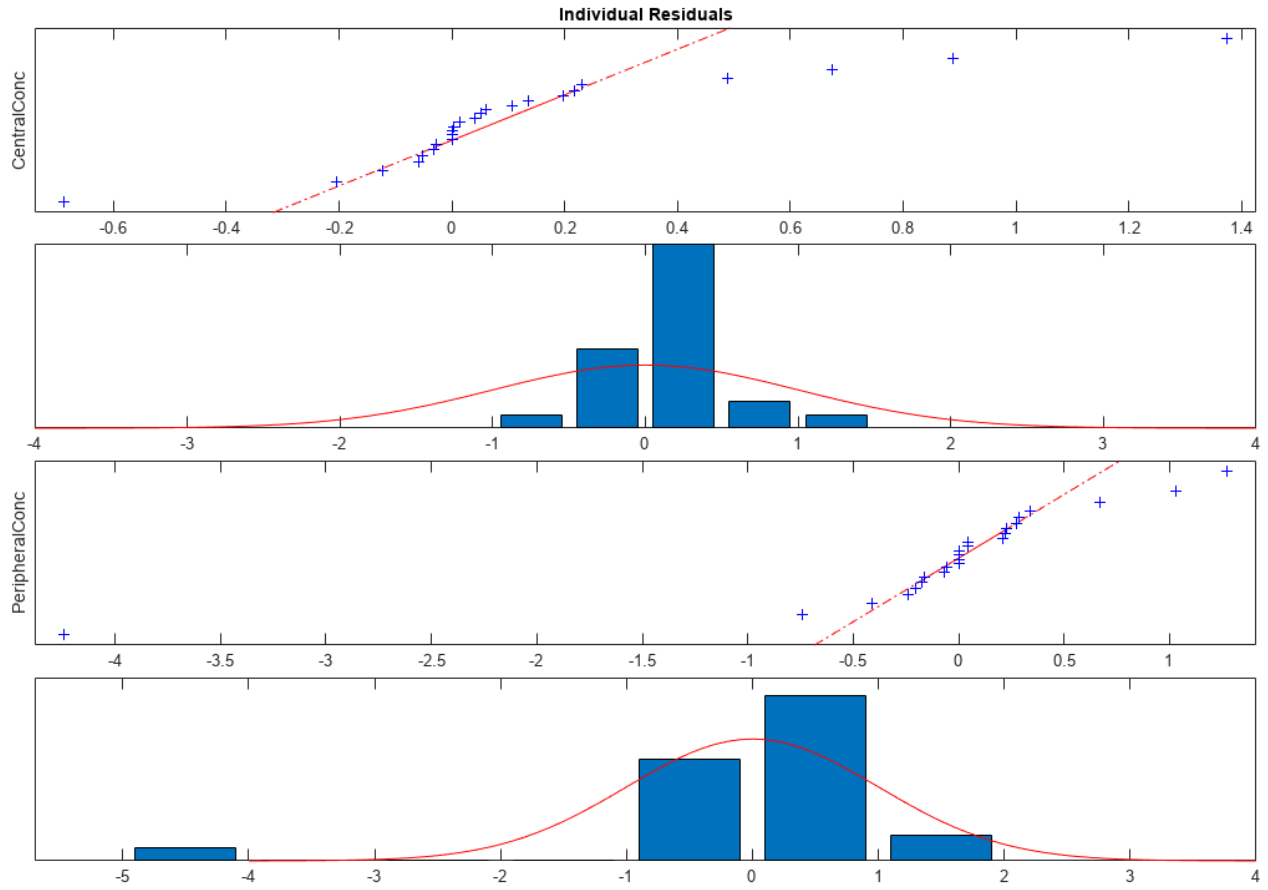 Individual Residuals
CentralConc
-0.6 -0.4 -0.2 0 0.2 0.4 0.6 0.8 1 1.2 1.4
-4 -3 -2 -1 0 1 2 3 4
PeripheralConc
-4 -3.5 -3 -2.5 -2 -1.5 -1 -0.5 0 0.5 1
-5 -4 -3 -2 -1 0 1 2 3 4